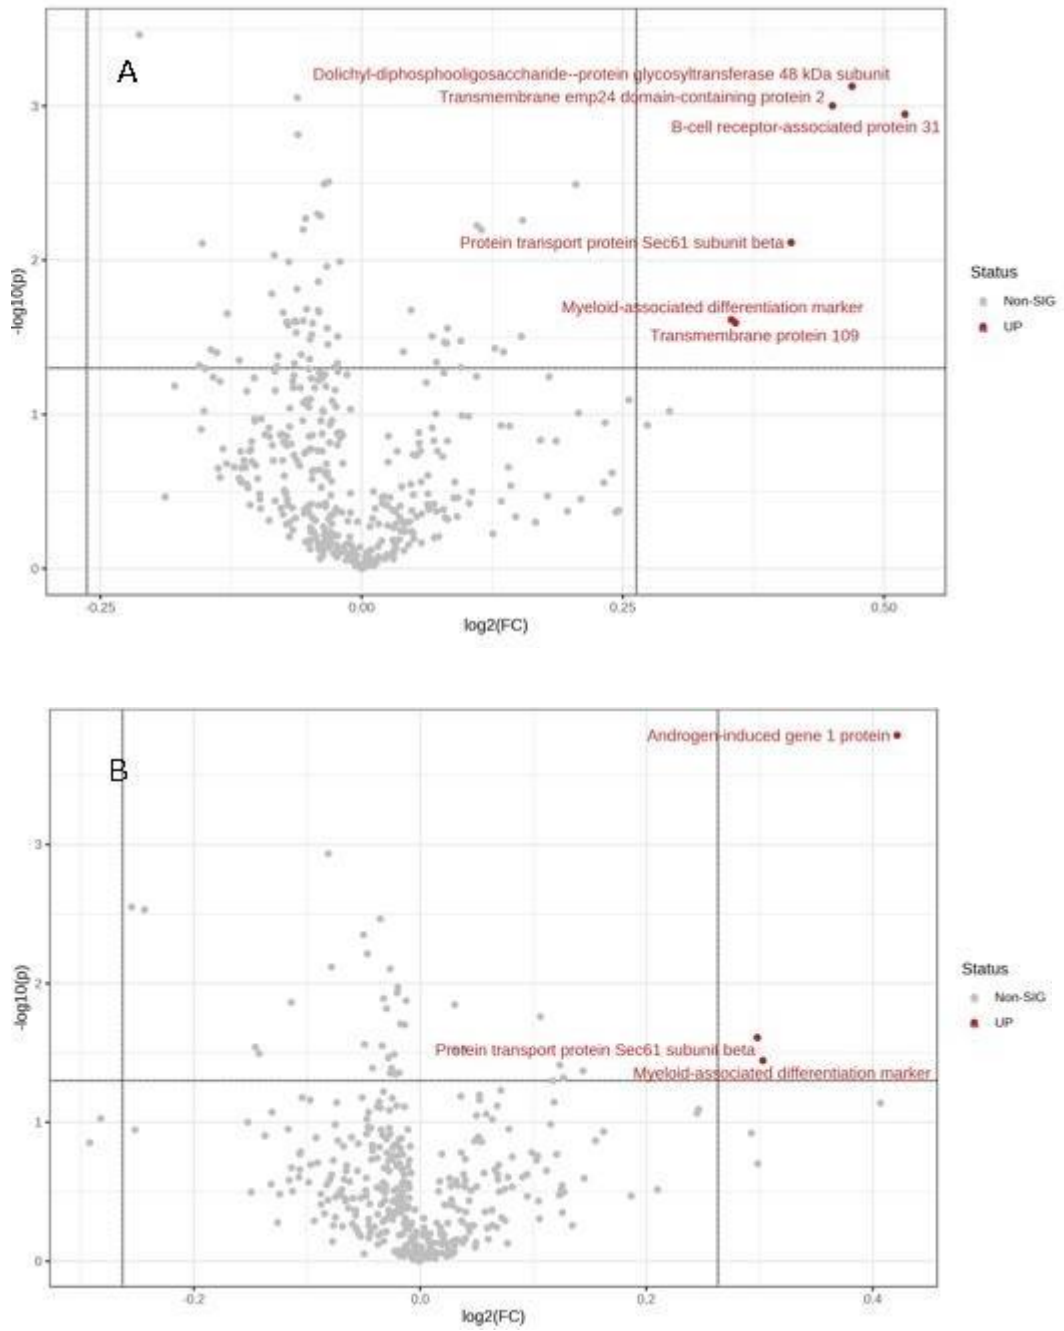 A
Dolichyl-diphosphooligosaccharide--protein glycosyltransferase 48 kDa subunit
Transmembrane emp24 domain-containing protein 2
B-cell receptor-associated protein 31
Protein transport protein Sec61 subunit beta
Myeloid-associated differentiation marker
Transmembrane protein 109
3
2
1
0
-log10(p)
-0.25
0.00
0.25
0.50
log2(FC)
Status
Non-SIG
UP
B
Androgen-induced gene 1 protein
Protein transport protein Sec61 subunit beta
Myeloid-associated differentiation marker
3
2
1
0
-log10(p)
-0.2
0.0
0.2
0.4
log2(FC)
Status
Non-SIG
UP